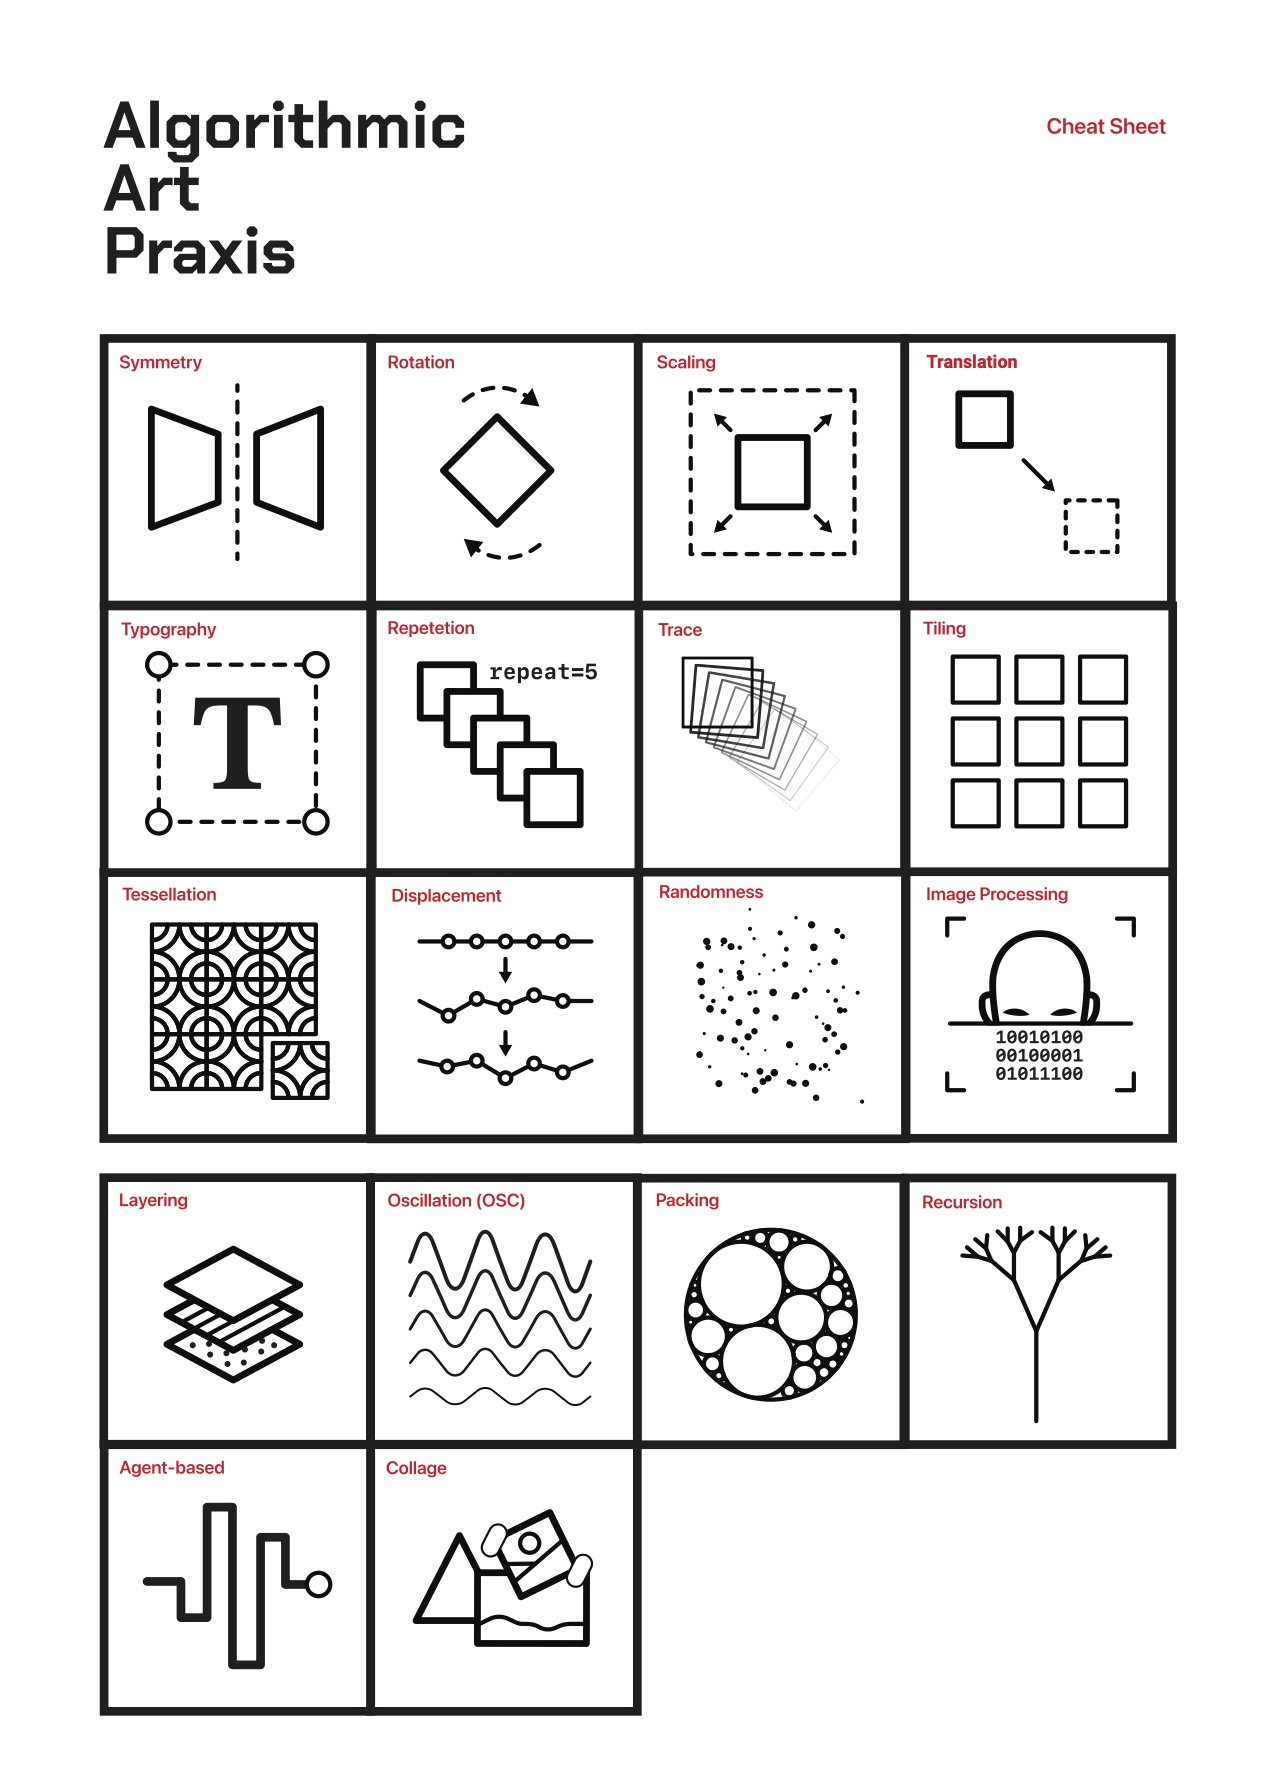 Algorithmic
Art
Praxis
Cheat Sheet
Symmetry
Rotation
Scaling
Translation
Typography
T
Repetetion
repeat=5
Trace
Tiling
Tessellation
Displacement
Randomness
Image Processing
10010100
00100001
01011100
Layering
Oscillation (OSC)
Packing
Recursion
Agent-based
Collage